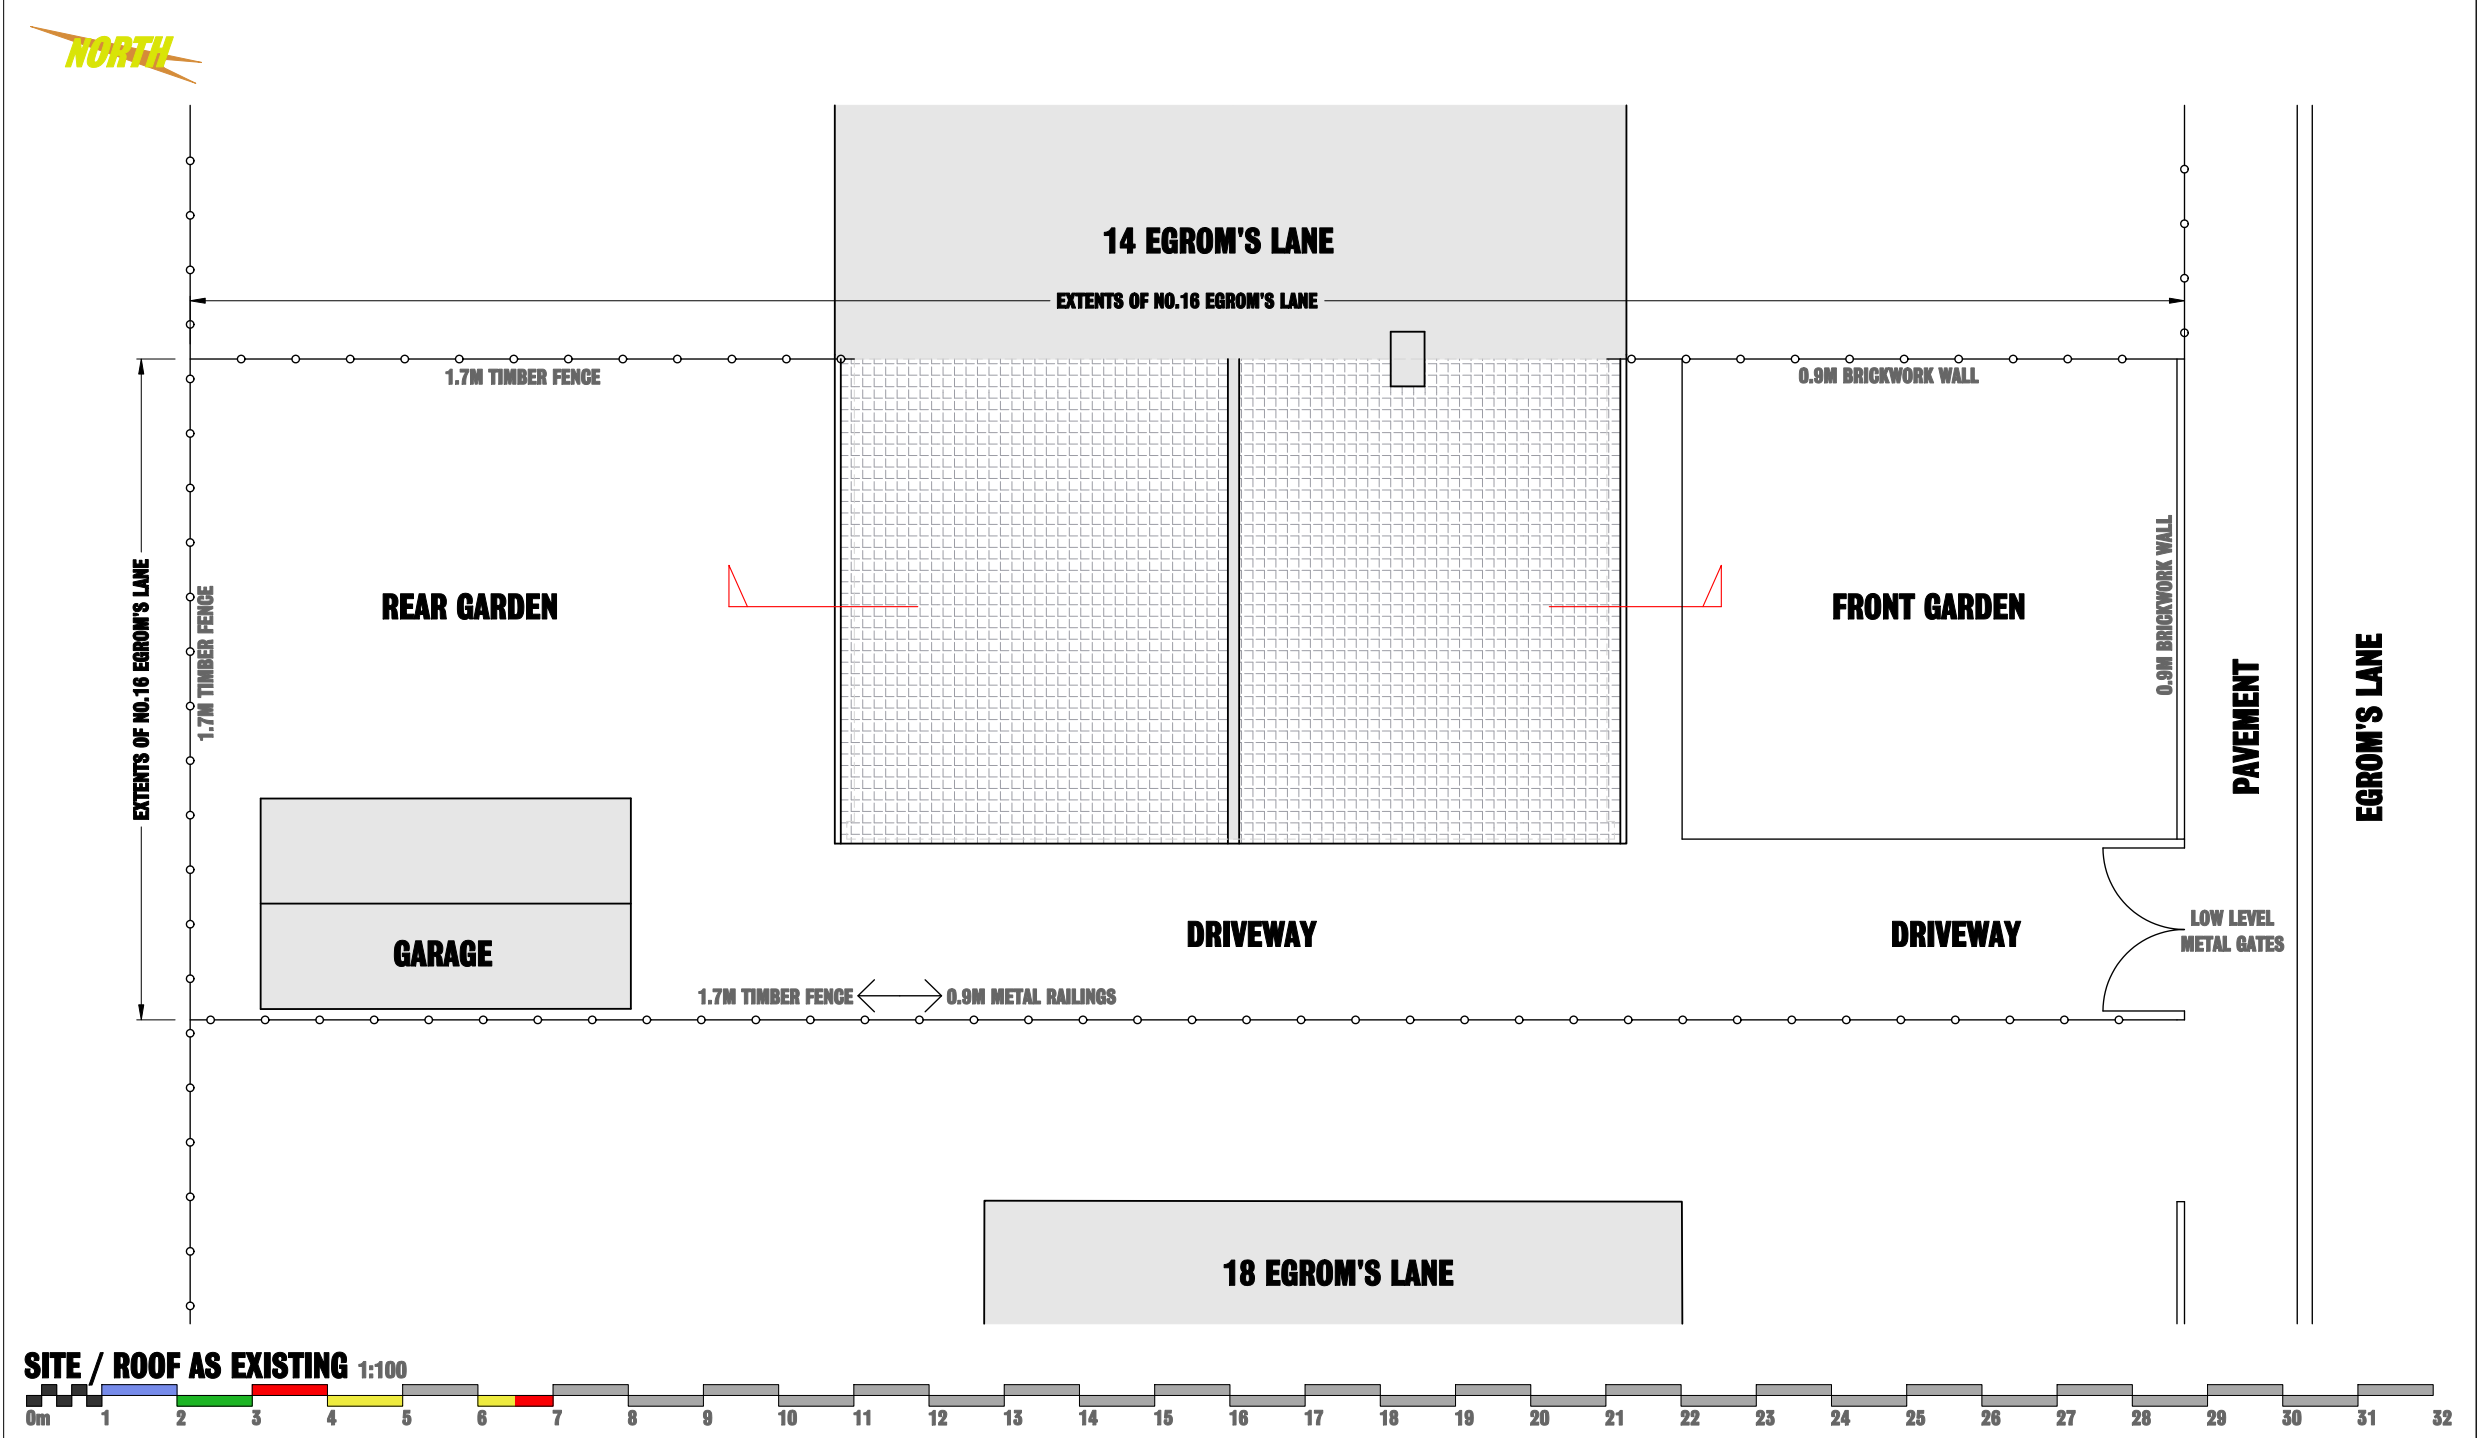 NORTH
14 EGROM'S LANE
EXTENTS OF NO.16 EGROM'S LANE
1.7M TIMBER FENCE
0.9M BRICKWORK WALL
EXTENTS OF NO.16 EGROM'S LANE
1.7M TIMBER FENCE
REAR GARDEN
FRONT GARDEN
0.9M BRICKWORK WALL
PAVEMENT
EGROM'S LANE
GARAGE
DRIVEWAY
DRIVEWAY
LOW LEVEL
METAL GATES
1.7M TIMBER FENCE
0.9M METAL RAILINGS
18 EGROM'S LANE
SITE / ROOF AS EXISTING 1:100
0m 1 2 3 4 5 6 7 8 9 10 11 12 13 14 15 16 17 18 19 20 21 22 23 24 25 26 27 28 29 30 31 32